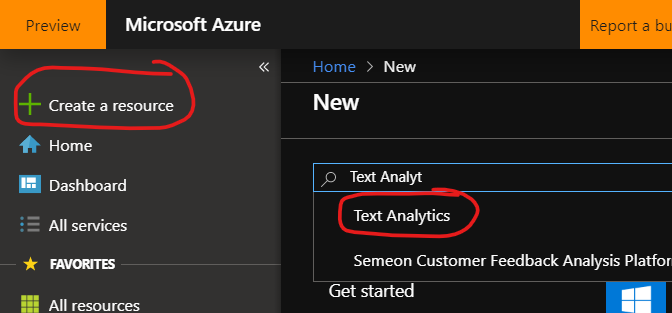 Preview
Microsoft Azure
Report a bu
«
Create a resource
Home
Dashboard
All services
FAVORITES
All resources
Home > New
New
Text Analyt
Text Analytics
Semeon Customer Feedback Analysis Platfor
Get started